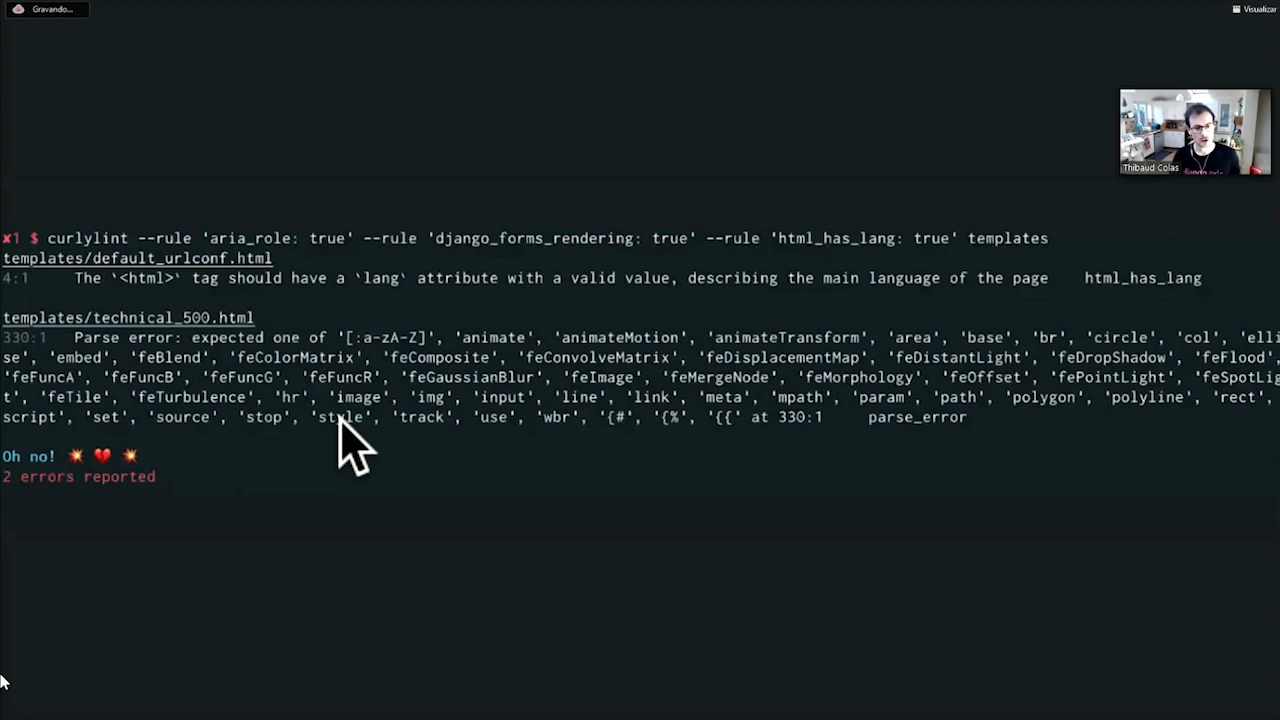 Gravando...
Visualizar
Thibaud Colas
✘1 $ curlylint --rule 'aria_role: true' --rule 'django_forms_rendering: true' --rule 'html_has_lang: true' templates
templates/default_urlconf.html
4:1 The `<html>` tag should have a `lang` attribute with a valid value, describing the main language of the page html_has_lang
templates/technical_500.html
330:1 Parse error: expected one of '[:a-zA-Z]', 'animate', 'animateMotion', 'animateTransform', 'area', 'base', 'br', 'circle', 'col', 'elli
se', 'embed', 'feBlend', 'feColorMatrix', 'feComposite', 'feConvolveMatrix', 'feDisplacementMap', 'feDistantLight', 'feDropShadow', 'feFlood'
'feFuncA', 'feFuncB', 'feFuncG', 'feFuncR', 'feGaussianBlur', 'feImage', 'feMergeNode', 'feMorphology', 'feOffset', 'fePointLight', 'feSpotLig
t', 'feTile', 'feTurbulence', 'hr', 'image', 'img', 'input', 'line', 'link', 'meta', 'mpath', 'param', 'path', 'polygon', 'polyline', 'rect',
script', 'set', 'source', 'stop', 'style', 'track', 'use', 'wbr', '{#', '{%', '{{' at 330:1 parse_error
Oh no! 💥 💔 💥
2 errors reported